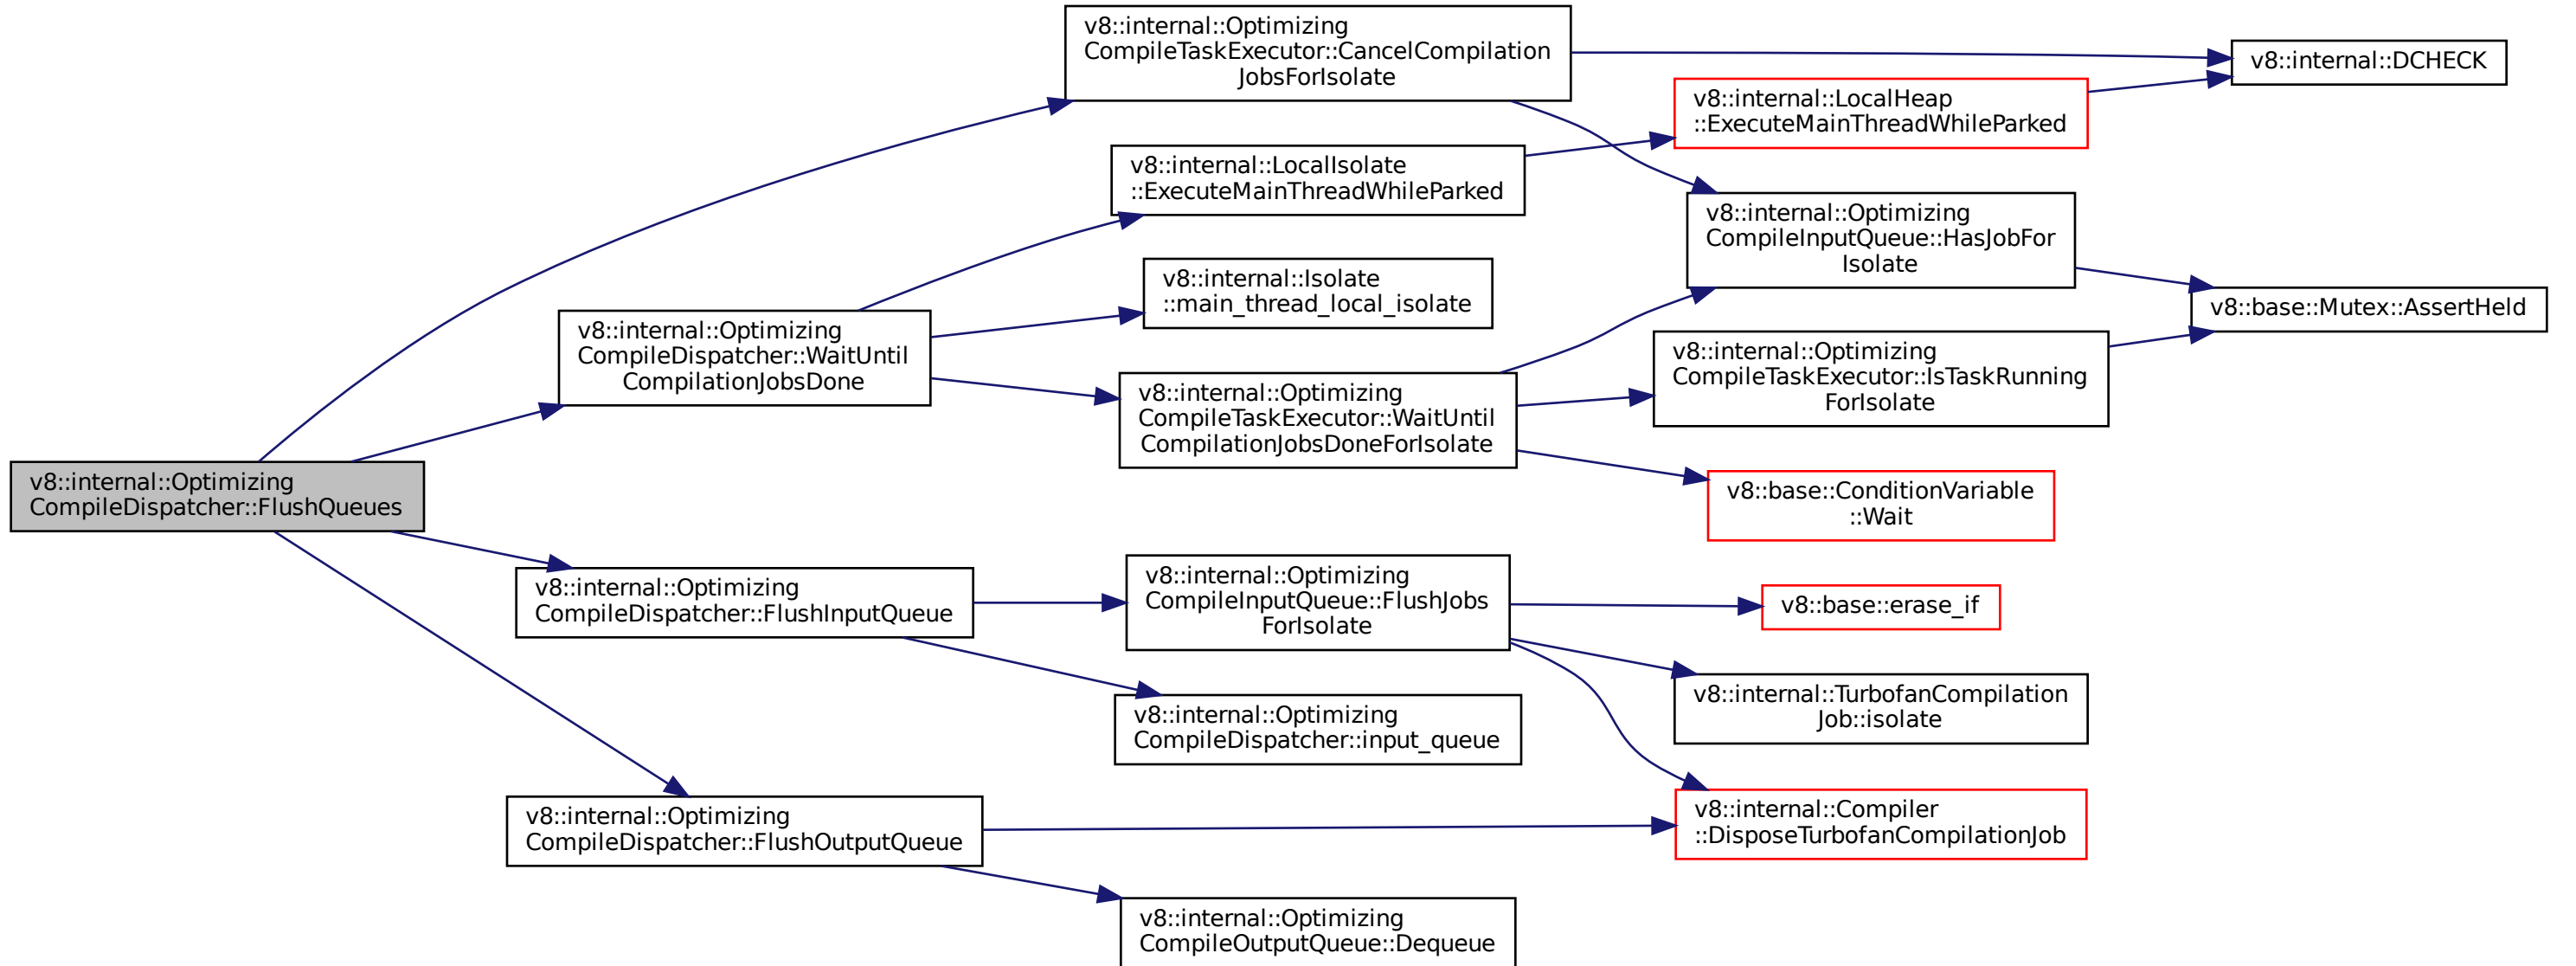 v8::internal::Optimizing
CompileDispatcher::FlushQueues
v8::internal::Optimizing
CompileTaskExecutor::CancelCompilation
JobsForIsolate
v8::internal::DCHECK
v8::internal::LocalHeap
::ExecuteMainThreadWhileParked
v8::internal::LocalIsolate
::ExecuteMainThreadWhileParked
v8::internal::Optimizing
CompileInputQueue::HasJobFor
Isolate
v8::internal::Isolate
::main_thread_local_isolate
v8::base::Mutex::AssertHeld
v8::internal::Optimizing
CompileDispatcher::WaitUntil
CompilationJobsDone
v8::internal::Optimizing
CompileTaskExecutor::IsTaskRunning
ForIsolate
v8::internal::Optimizing
CompileTaskExecutor::WaitUntil
CompilationJobsDoneForIsolate
v8::base::ConditionVariable
::Wait
v8::internal::Optimizing
CompileDispatcher::FlushInputQueue
v8::internal::Optimizing
CompileInputQueue::FlushJobs
ForIsolate
v8::base::erase_if
v8::internal::TurbofanCompilation
Job::isolate
v8::internal::Optimizing
CompileDispatcher::input_queue
v8::internal::Optimizing
CompileDispatcher::FlushOutputQueue
v8::internal::Compiler
::DisposeTurbofanCompilationJob
v8::internal::Optimizing
CompileOutputQueue::Dequeue